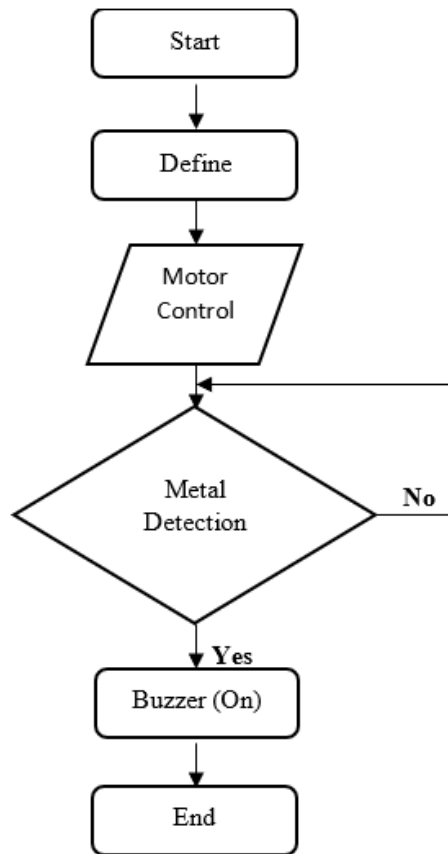 Start
Define
Motor
Control
Metal
Detection
No
Yes
Buzzer (On)
End